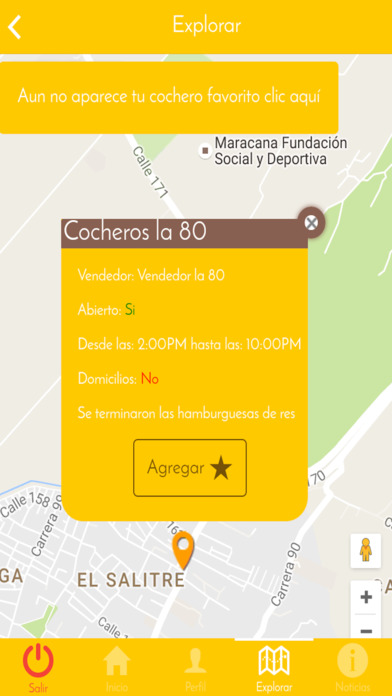 Explorar
Aun no aparece tu cochero favorito clic aquí
Maracana Fundación
Social y Deportiva
Calle 171
Cocheros la 80
Vendedor: Vendedor la 80
Abierto: Si
Desde las: 2:00PM hasta las: 10:00PM
Domicilios: No
Se terminaron las hamburguesas de res
Agregar
170
Calle 158
Carrera
Calle 160
Carrera 90
GA
EL SALITRE
CA
+
−
Salir
Inicio
Perfil
Explorar
Noticias